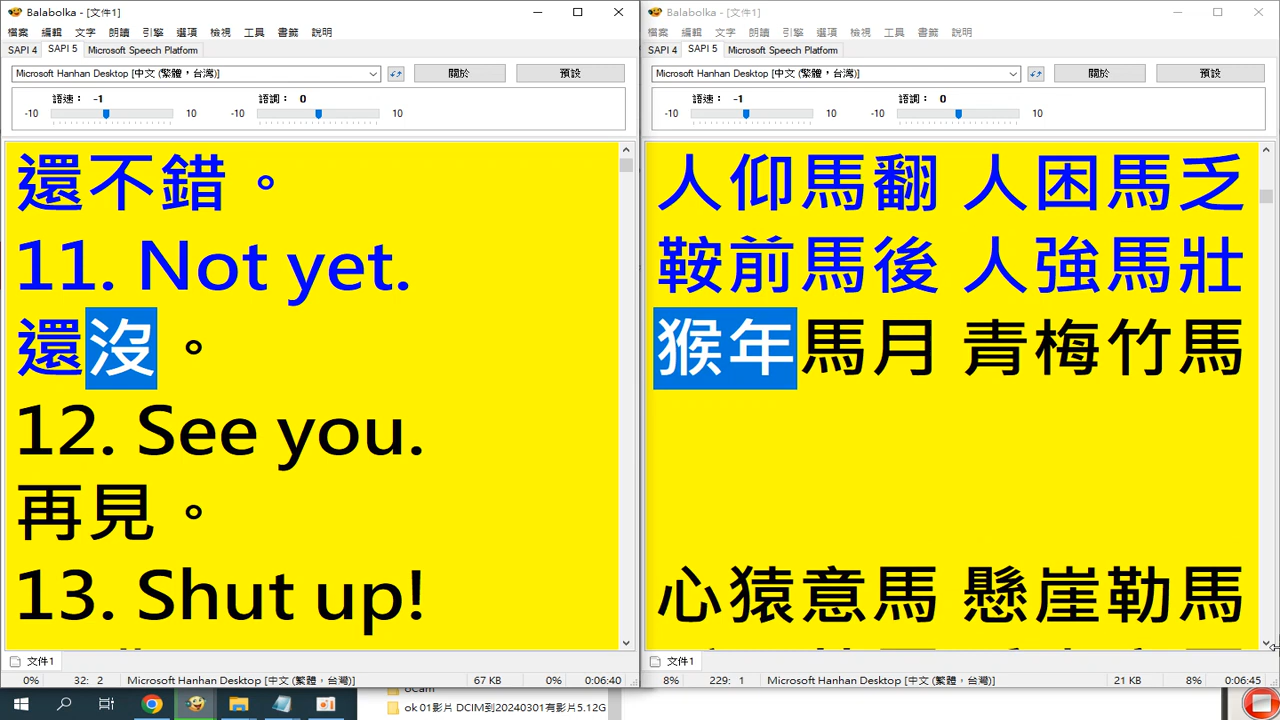 Balabolka - [文件1]
檔案 編輯 文字 朗讀 引擎 選項 檢視 工具 書籤 說明
SAPI 4 SAPI 5 Microsoft Speech Platform
Microsoft Hanhan Desktop [中文 (繁體，台灣)]
關於 預設
語速： -1 語調： 0
-10 10 -10 10
還不錯。
11. Not yet.
還沒。
12. See you.
再見。
13. Shut up!
文件1
0% 32: 2 Microsoft Hanhan Desktop [中文 (繁體，台灣)] 67 KB 0% 0:06:40
Balabolka - [文件1]
檔案 編輯 文字 朗讀 引擎 選項 檢視 工具 書籤 說明
SAPI 4 SAPI 5 Microsoft Speech Platform
Microsoft Hanhan Desktop [中文 (繁體，台灣)]
關於 預設
語速： -1 語調： 0
-10 10 -10 10
人仰馬翻 人困馬乏
鞍前馬後 人強馬壯
猴年馬月 青梅竹馬
心猿意馬 懸崖勒馬
文件1
8% 229: 1 Microsoft Hanhan Desktop [中文 (繁體，台灣)] 21 KB 8% 0:06:45
oCam
ok 01影片 DCIM到20240301有影片5.12G